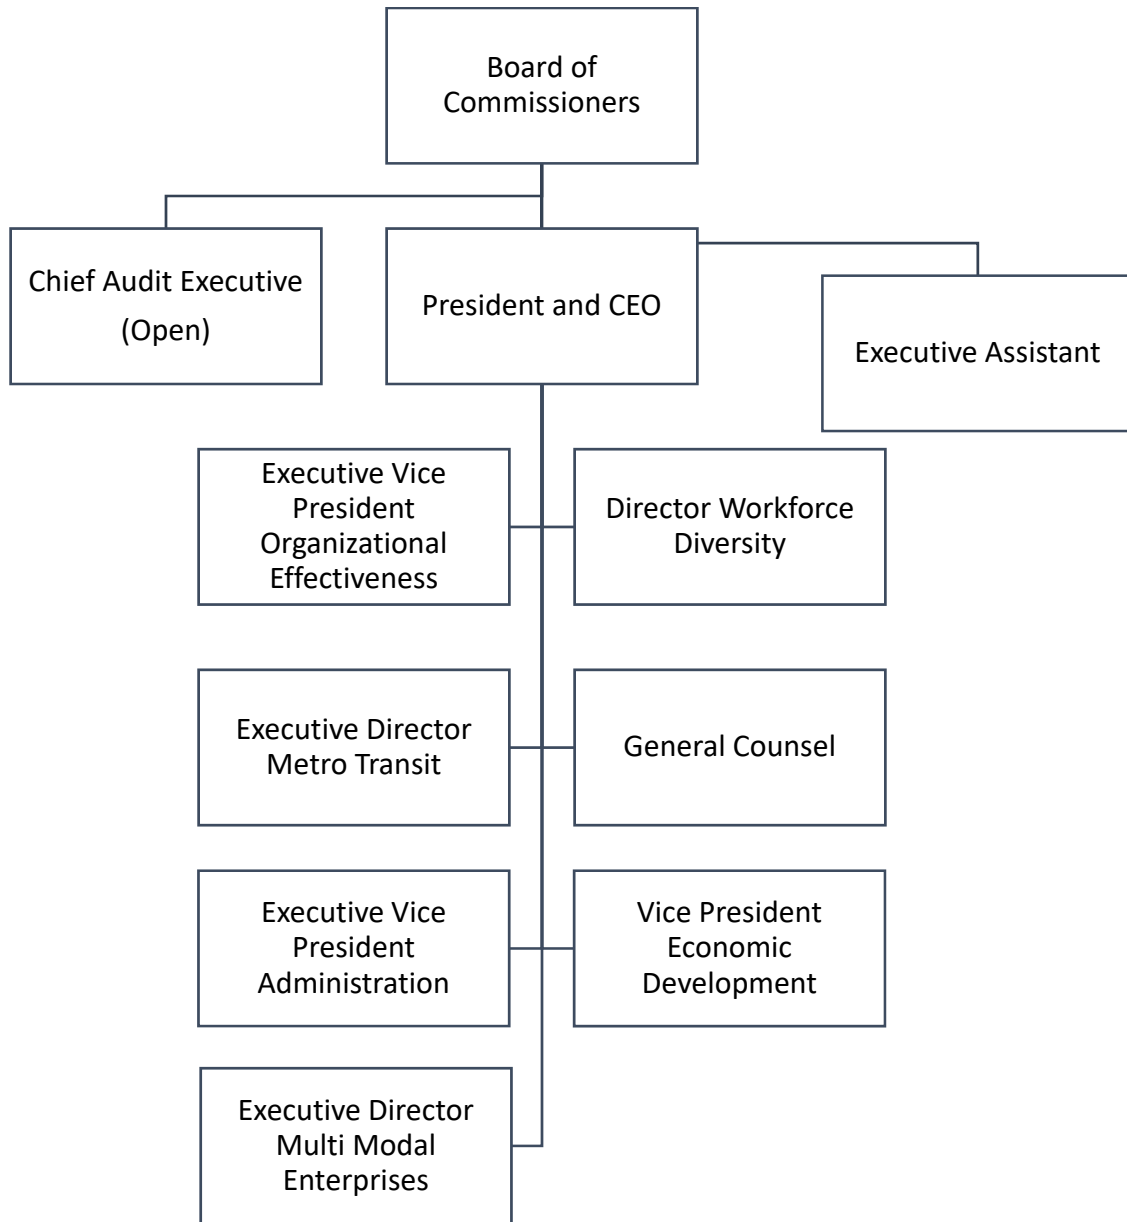 Board of
Commissioners
Chief Audit Executive
(Open)
President and CEO
Executive Assistant
Executive Vice
President
Organizational
Effectiveness
Director Workforce
Diversity
Executive Director
Metro Transit
General Counsel
Executive Vice
President
Administration
Vice President
Economic
Development
Executive Director
Multi Modal
Enterprises